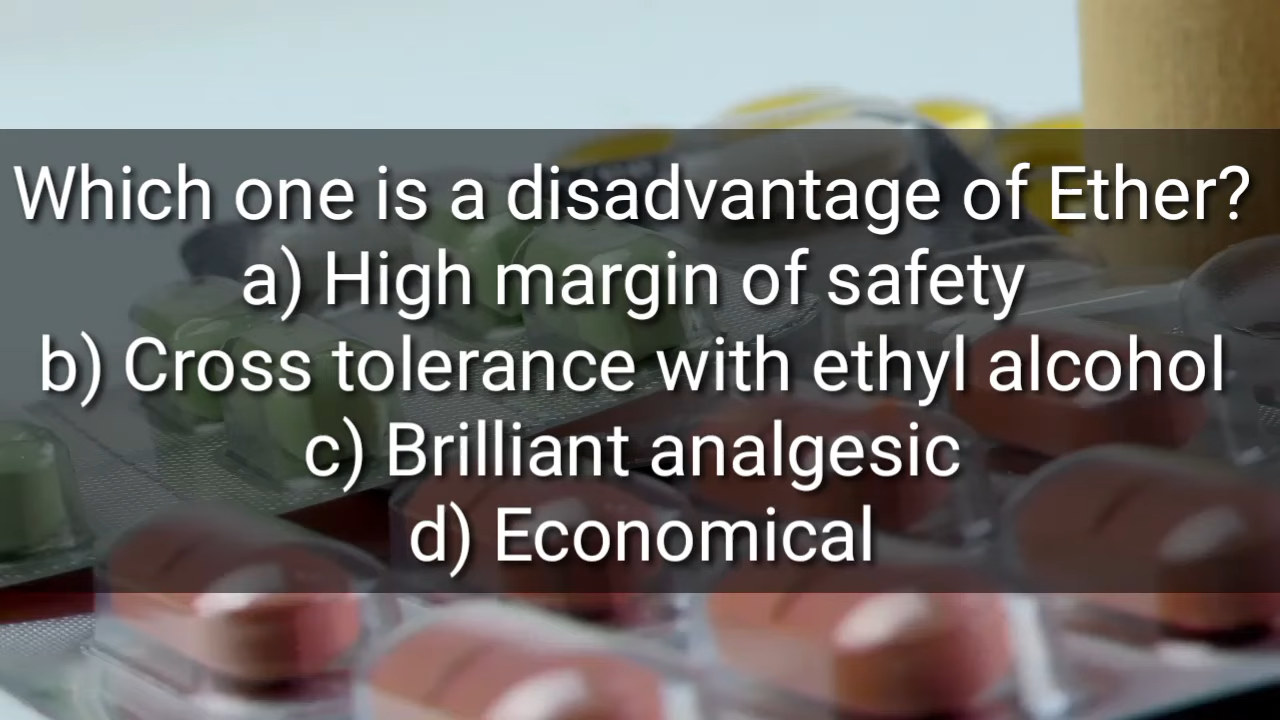 Which one is a disadvantage of Ether?
a) High margin of safety
b) Cross tolerance with ethyl alcohol
c) Brilliant analgesic
d) Economical